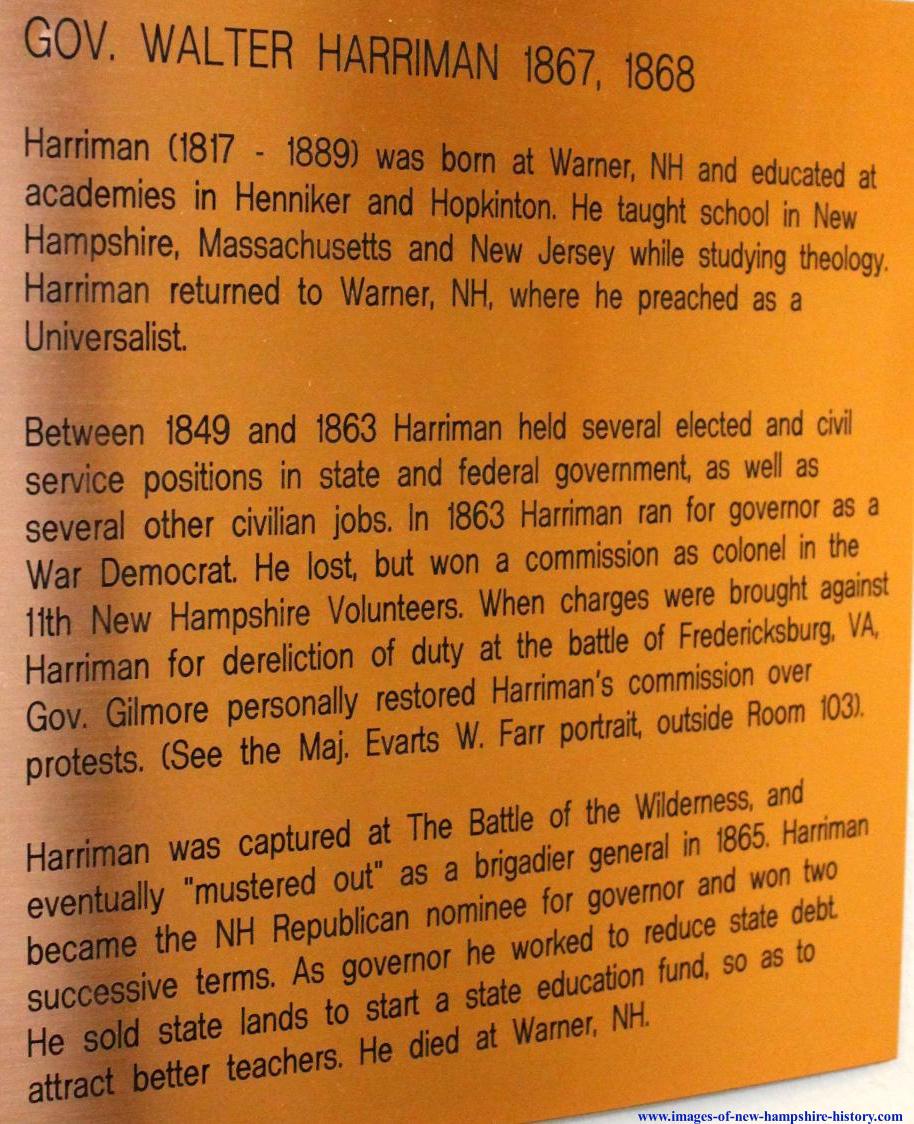 GOV. WALTER HARRIMAN 1867, 1868
Harriman (1817 - 1889) was born at Warner, NH and educated at
academies in Henniker and Hopkinton. He taught school in New
Hampshire, Massachusetts and New Jersey while studying theology.
Harriman returned to Warner, NH, where he preached as a
Universalist.
Between 1849 and 1863 Harriman held several elected and civil
service positions in state and federal government, as well as
several other civilian jobs. In 1863 Harriman ran for governor as a
War Democrat. He lost, but won a commission as colonel in the
11th New Hampshire Volunteers. When charges were brought against
Harriman for dereliction of duty at the battle of Fredericksburg, VA,
Gov. Gilmore personally restored Harriman's commission over
protests. (See the Maj. Evarts W. Farr portrait, outside Room 103).
Harriman was captured at The Battle of the Wilderness, and
eventually "mustered out" as a brigadier general in 1865. Harriman
became the NH Republican nominee for governor and won two
successive terms. As governor he worked to reduce state debt.
He sold state lands to start a state education fund, so as to
attract better teachers. He died at Warner, NH.
www.images-of-new-hampshire-history.com